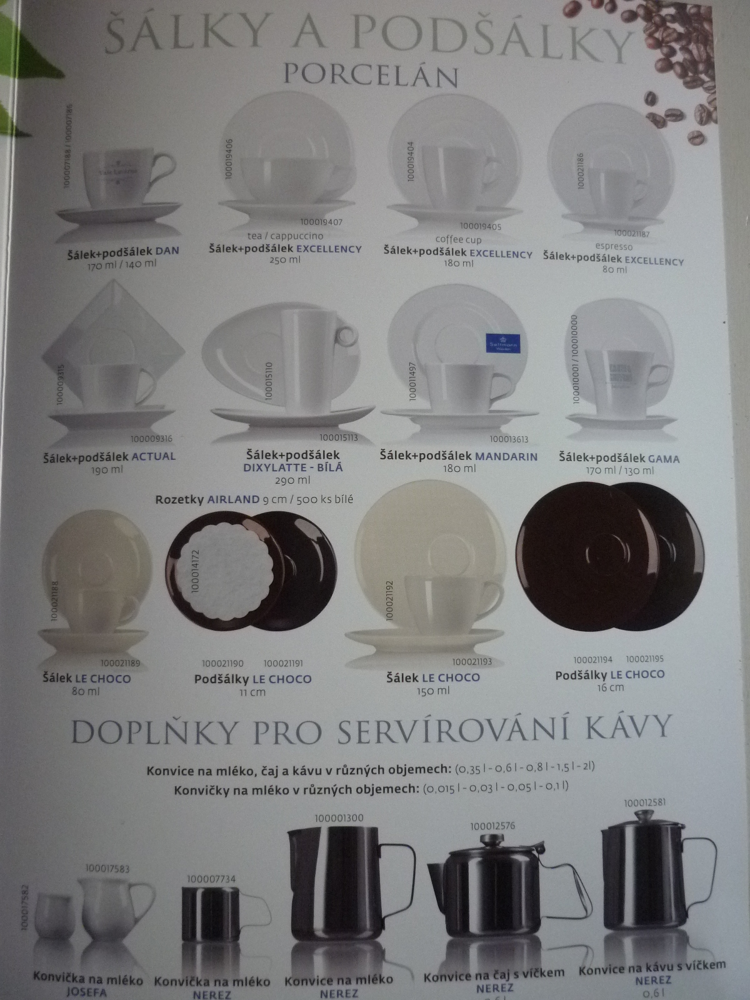 ŠÁLKY A PODŠÁLKY
PORCELÁN
100007188 / 100007186
100019406
100019404
100021186
100019407
100019405
100021187
Šálek+podšálek DAN
170 ml / 140 ml
tea / cappuccino
Šálek+podšálek EXCELLENCY
250 ml
coffee cup
Šálek+podšálek EXCELLENCY
180 ml
espresso
Šálek+podšálek EXCELLENCY
80 ml
100009315
100015110
100011497
Seltmann
100010001 / 100010000
100009316
100015113
100013613
Šálek+podšálek ACTUAL
190 ml
Šálek+podšálek
DIXYLATTE - BÍLÁ
290 ml
Šálek+podšálek MANDARIN
180 ml
Šálek+podšálek GAMA
170 ml / 130 ml
Rozetky AIRLAND 9 cm / 500 ks bílé
100021188
100014172
100021192
100021189
100021190 100021191
100021193
100021194 100021195
Šálek LE CHOCO
80 ml
Podšálky LE CHOCO
11 cm
Šálek LE CHOCO
150 ml
Podšálky LE CHOCO
16 cm
DOPLŇKY PRO SERVÍROVÁNÍ KÁVY
Konvice na mléko, čaj a kávu v různých objemech: (0,35 l - 0,6 l - 0,8 l - 1,5 l - 2l)
Konvičky na mléko v různých objemech: (0,015 l - 0,03 l - 0,05 l - 0,1 l)
100017582
100017583
100007734
100001300
100012576
100012581
Konvička na mléko
JOSEFA
Konvička na mléko
NEREZ
Konvice na mléko
NEREZ
Konvice na čaj s víčkem
NEREZ
Konvice na kávu s víčkem
NEREZ
0,6 l